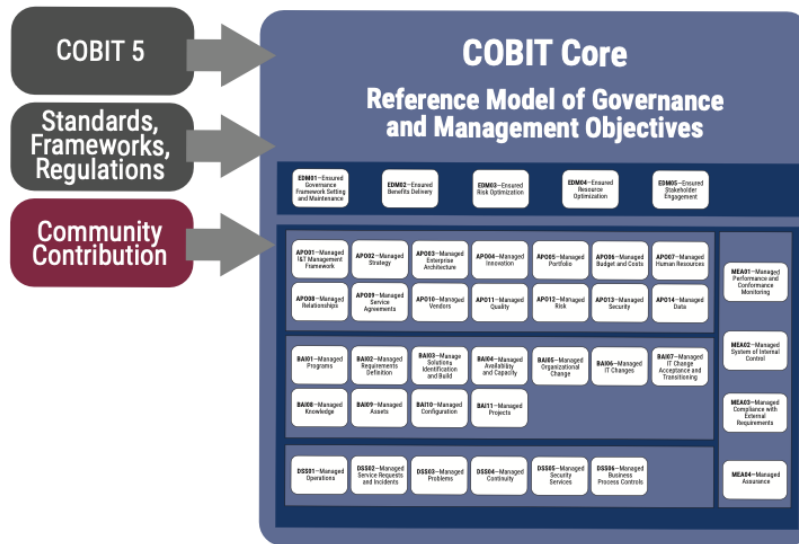 COBIT 5
Standards,
Frameworks,
Regulations
Community
Contribution
COBIT Core
Reference Model of Governance
and Management Objectives
EDM01—Ensured
Governance
Framework Setting
and Maintenance
EDM02—Ensured
Benefits Delivery
EDM03—Ensured
Risk Optimization
EDM04—Ensured
Resource
Optimization
EDM05—Ensured
Stakeholder
Engagement
APO01—Managed
I&T Management
Framework
APO02—Managed
Strategy
APO03—Managed
Enterprise
Architecture
APO04—Managed
Innovation
APO05—Managed
Portfolio
APO06—Managed
Budget and Costs
APO07—Managed
Human Resources
APO08—Managed
Relationships
APO09—Managed
Service
Agreements
APO10—Managed
Vendors
APO11—Managed
Quality
APO12—Managed
Risk
APO13—Managed
Security
APO14—Managed
Data
BAI01—Managed
Programs
BAI02—Managed
Requirements
Definition
BAI03—Manage
Solutions
Identification
and Build
BAI04—Managed
Availability
and Capacity
BAI05—Managed
Organizational
Change
BAI06—Managed
IT Changes
BAI07—Managed
IT Change
Acceptance and
Transitioning
BAI08—Managed
Knowledge
BAI09—Managed
Assets
BAI10—Managed
Configuration
BAI11—Managed
Projects
DSS01—Managed
Operations
DSS02—Managed
Service Requests
and Incidents
DSS03—Managed
Problems
DSS04—Managed
Continuity
DSS05—Managed
Security
Services
DSS06—Managed
Business
Process Controls
MEA01—Managed
Performance and
Conformance
Monitoring
MEA02—Managed
System of Internal
Control
MEA03—Managed
Compliance with
External
Requirements
MEA04—Managed
Assurance